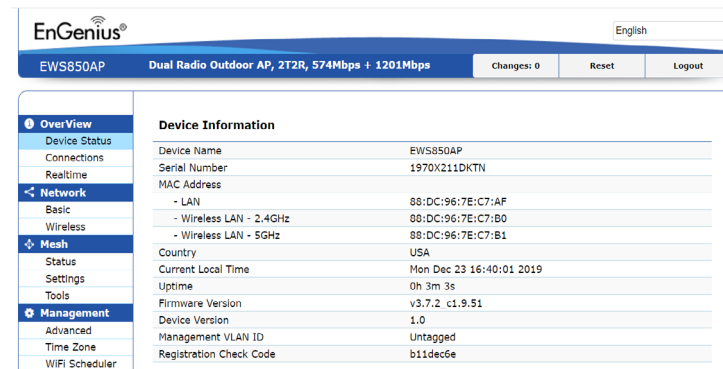 EnGenius®
English
EWS850AP
Dual Radio Outdoor AP, 2T2R, 574Mbps + 1201Mbps
Changes: 0
Reset
Logout
OverView
Device Status
Connections
Realtime
Network
Basic
Wireless
Mesh
Status
Settings
Tools
Management
Advanced
Time Zone
WiFi Scheduler
Device Information
Device Name EWS850AP
Serial Number 1970X211DKTN
MAC Address
- LAN 88:DC:96:7E:C7:AF
- Wireless LAN - 2.4GHz 88:DC:96:7E:C7:B0
- Wireless LAN - 5GHz 88:DC:96:7E:C7:B1
Country USA
Current Local Time Mon Dec 23 16:40:01 2019
Uptime 0h 3m 3s
Firmware Version v3.7.2_c1.9.51
Device Version 1.0
Management VLAN ID Untagged
Registration Check Code b11dec6e